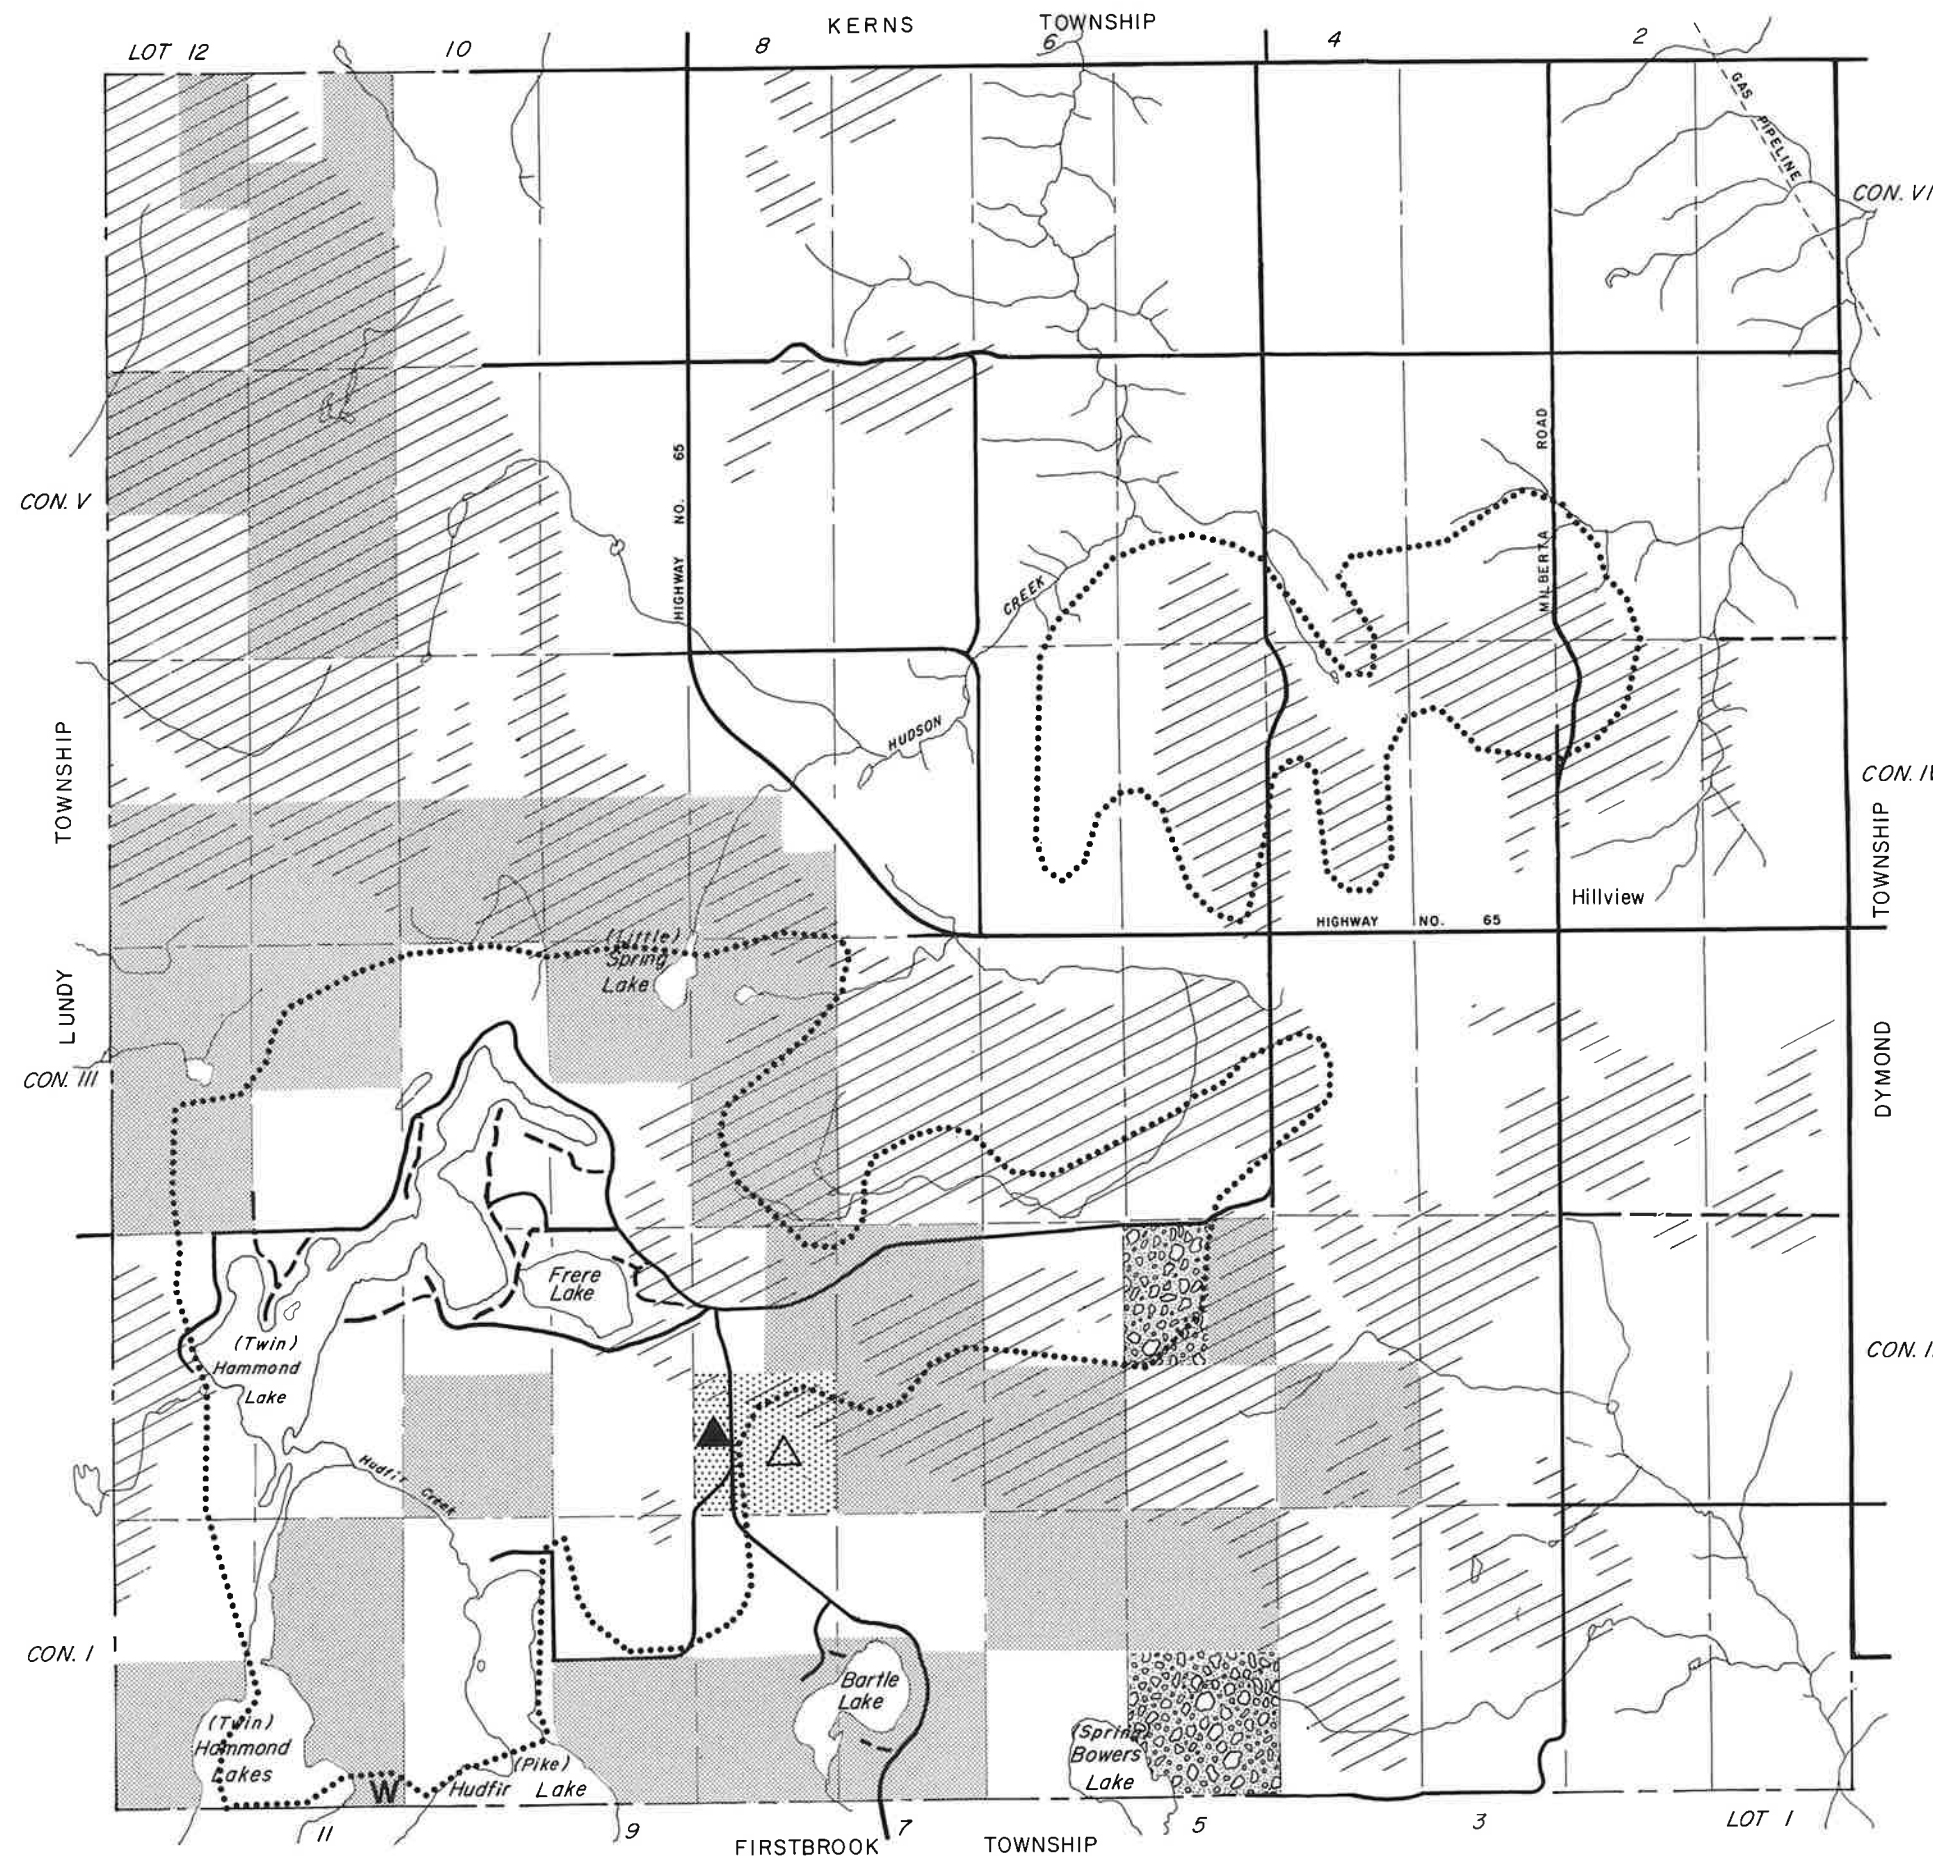 KERNS TOWNSHIP
LOT 12 10 8 6 4 2
GAS PIPELINE
CON. VI
CON. V
HIGHWAY NO. 65
MILBERTA ROAD
CREEK
HUDSON
TOWNSHIP
LUNDY
CON. IV
TOWNSHIP
DYMOND
Hillview
HIGHWAY NO. 65
(Little)
Spring
Lake
CON. III
Frere
Lake
(Twin)
Hammond
Lake
Hudfir Creek
CON. I
Bartle
Lake
(Twin)
Hammond
Lakes
W
(Pike)
Hudfir Lake
(Spring)
Bowers
Lake
11 9 7 5 3 LOT 1
FIRSTBROOK TOWNSHIP